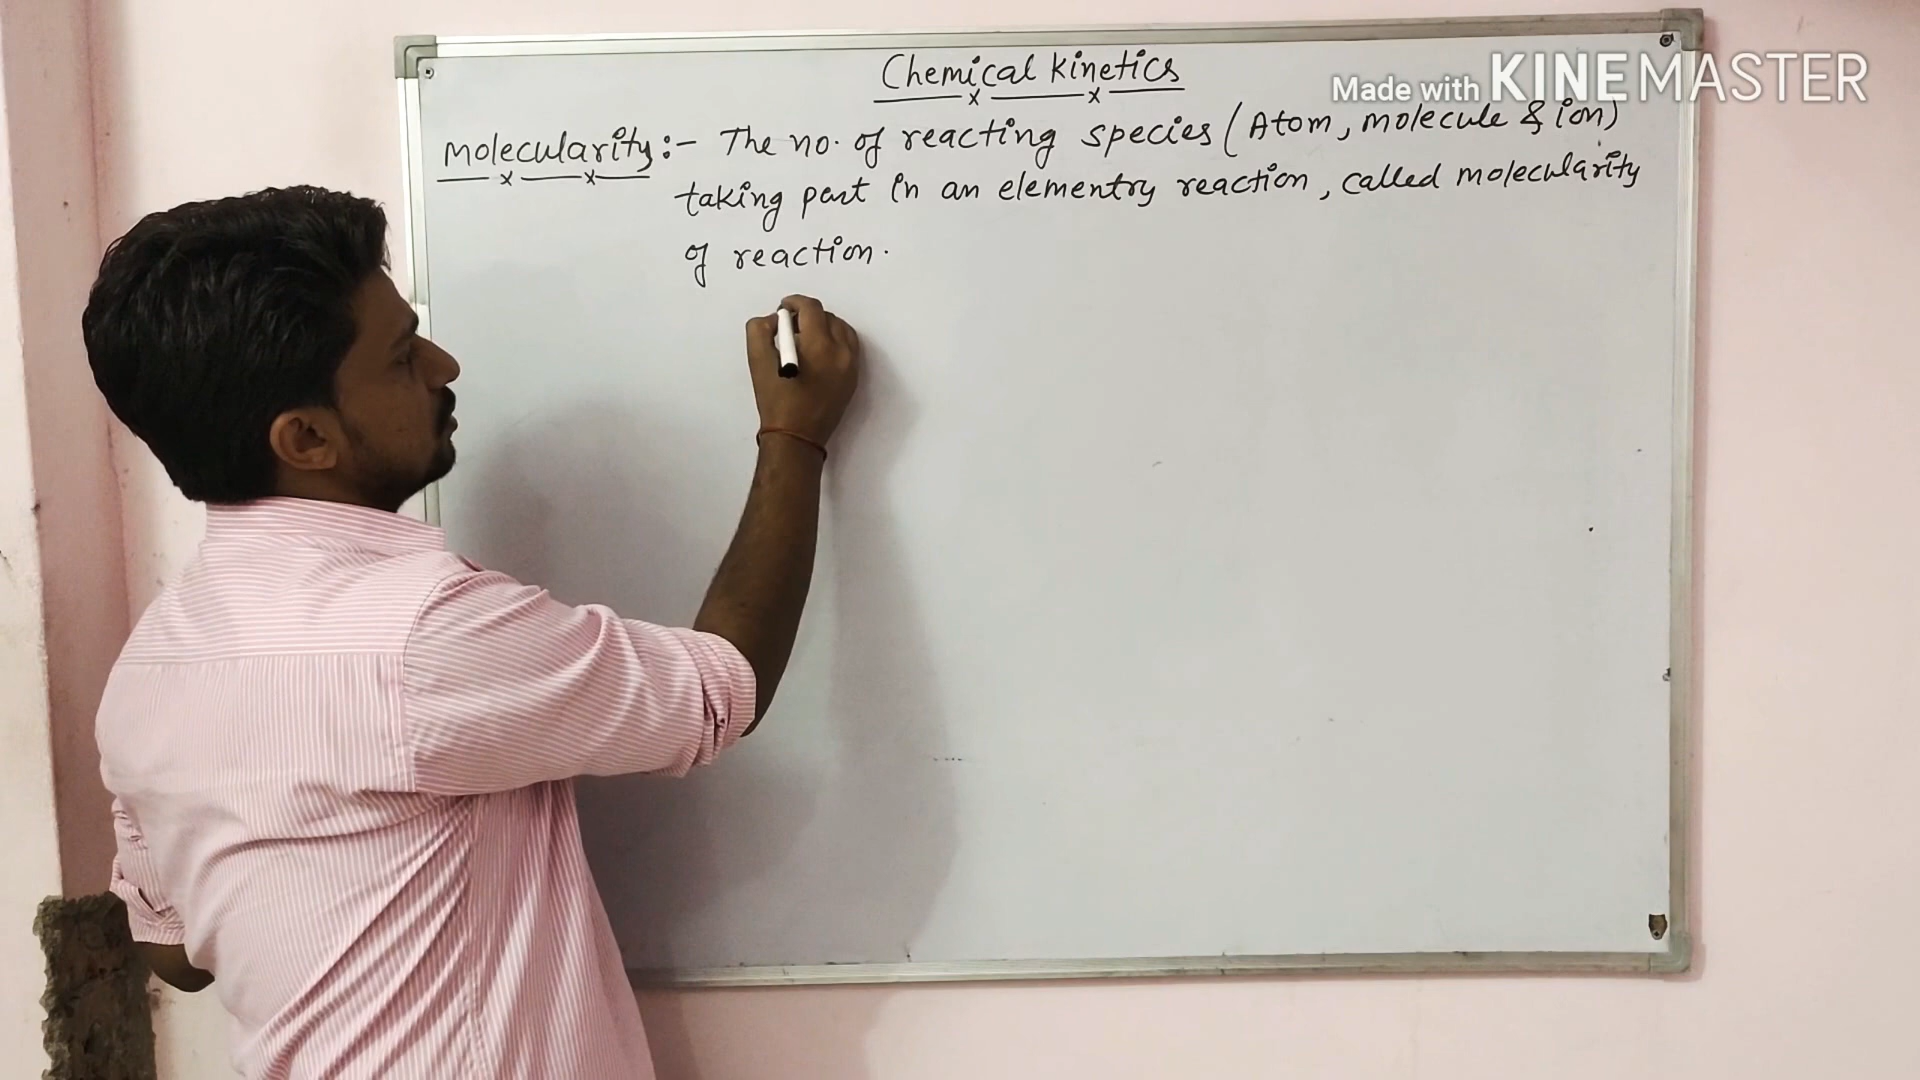 Chemical Kinetics
Made with KINEMASTER
Molecularity :- The no. of reacting species (Atom, molecule & ion)
taking part in an elementry reaction, called molecularity
of reaction.